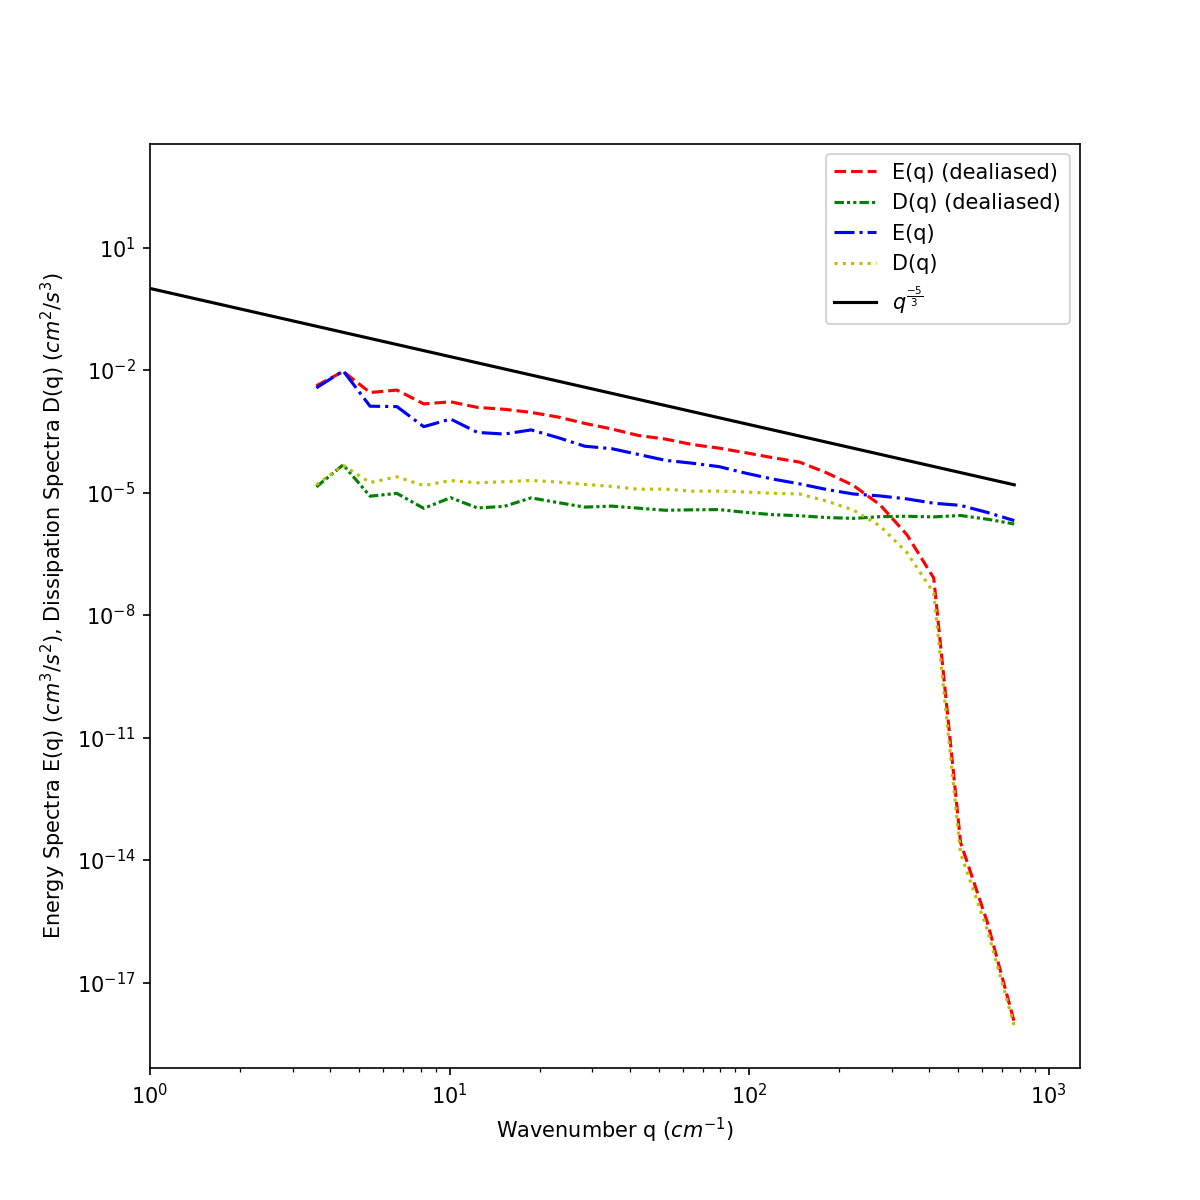 E(q) (dealiased)
D(q) (dealiased)
E(q)
D(q)
$q^{\frac{-5}{3}}$
Energy Spectra E(q) ($cm^3/s^2$), Dissipation Spectra D(q) ($cm^2/s^3$)
$10^1$
$10^{-2}$
$10^{-5}$
$10^{-8}$
$10^{-11}$
$10^{-14}$
$10^{-17}$
$10^0$ $10^1$ $10^2$ $10^3$
Wavenumber q ($cm^{-1}$)